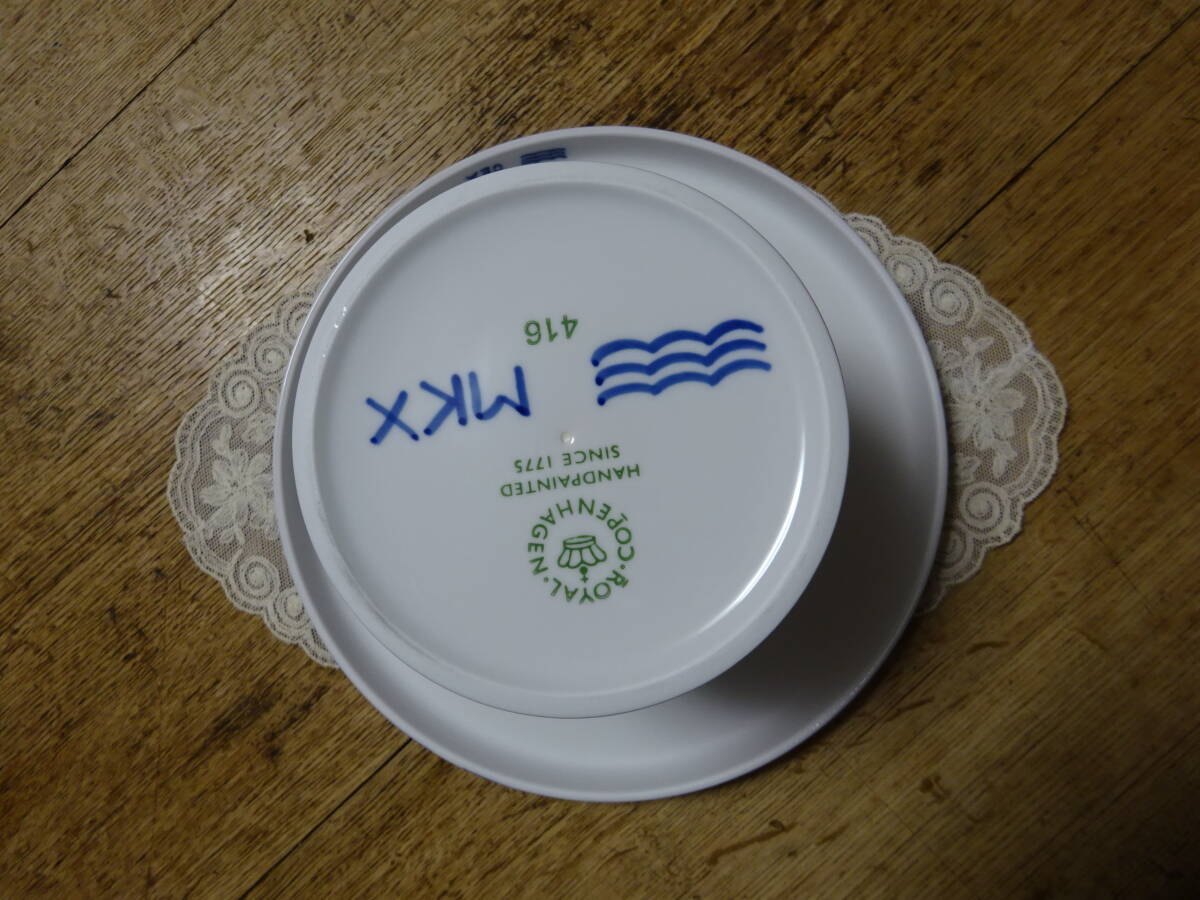 ROYAL · COPENHAGEN ·
HANDPAINTED
SINCE 1775
MKX
416